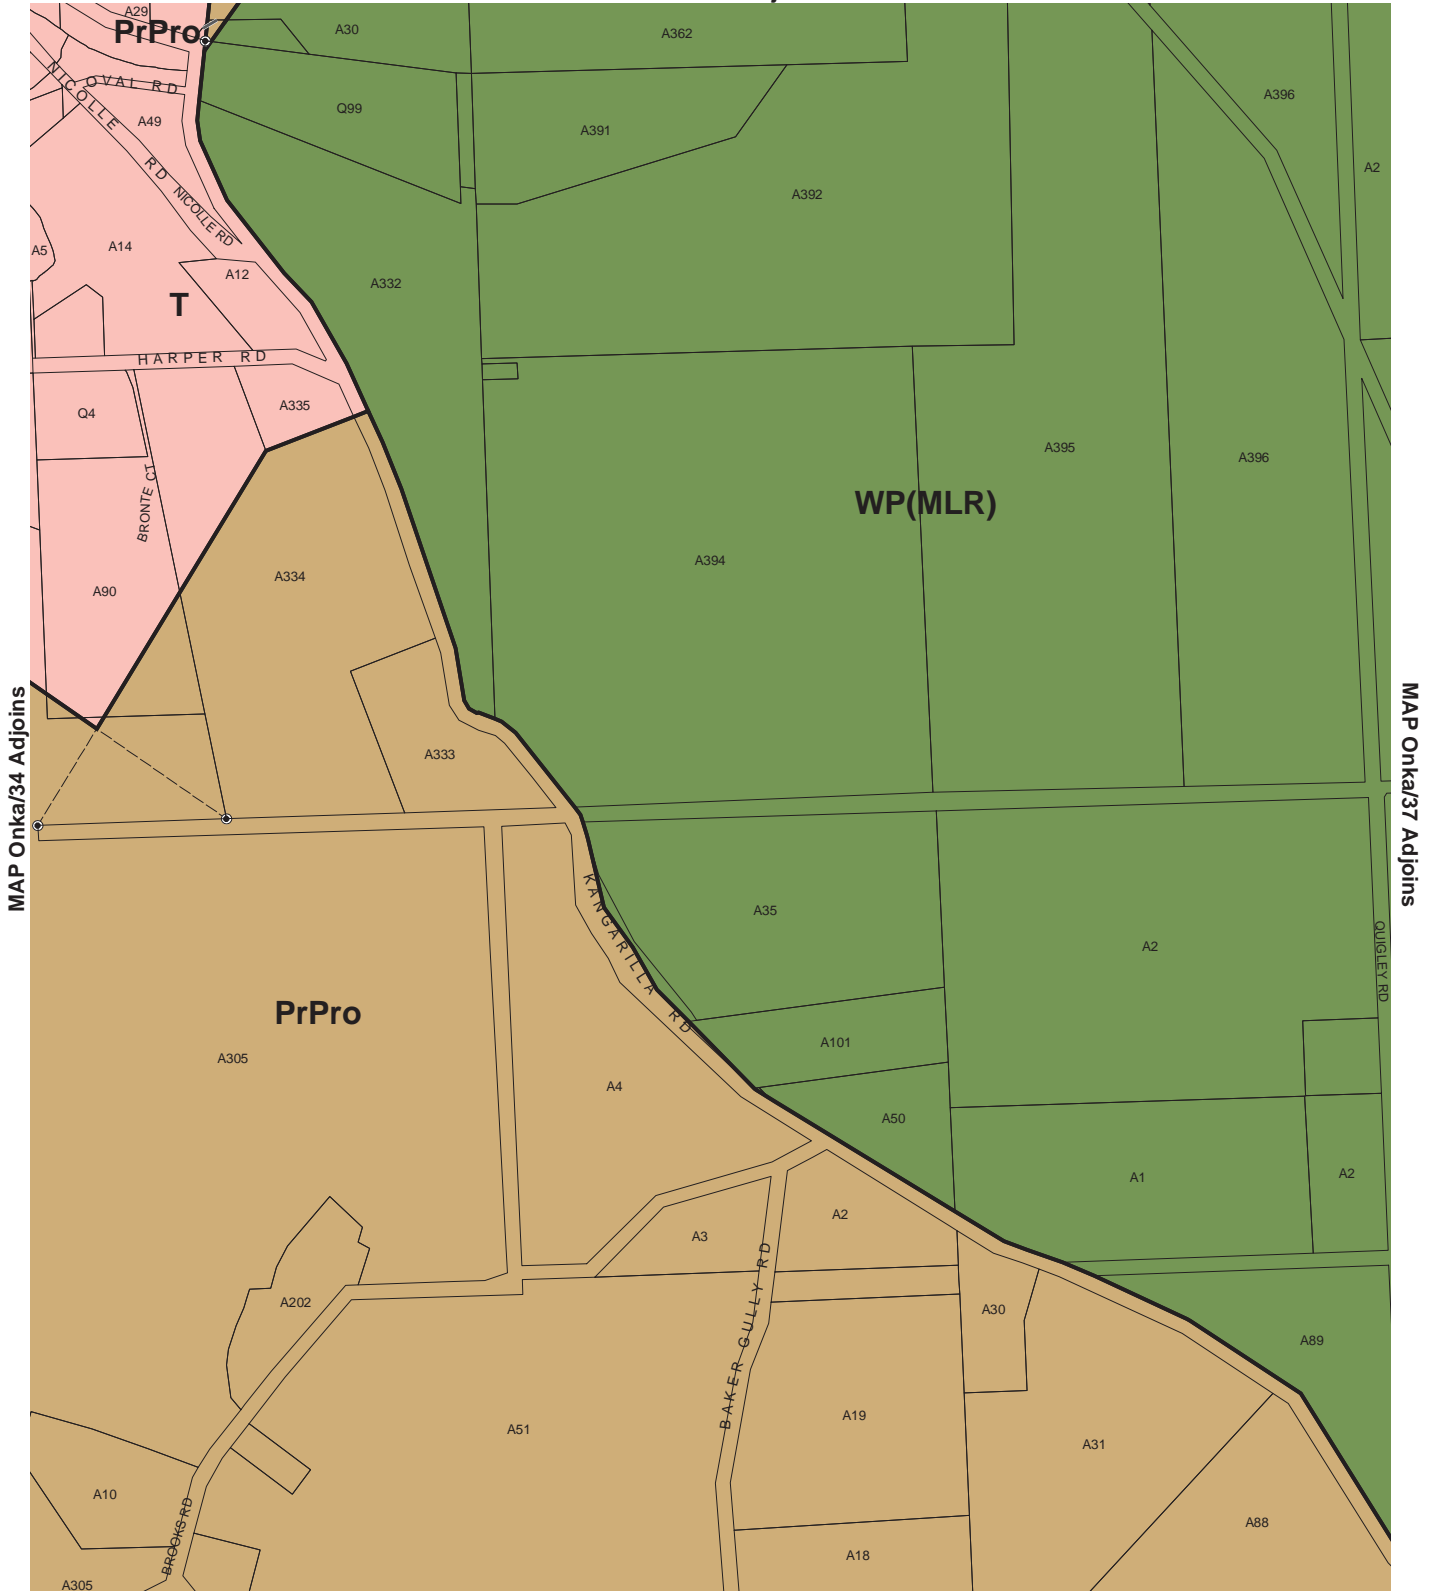 A29
PrPro
A30
A362
OVAL RD
NICOLLE RD
A49
Q99
A391
A396
A2
A392
NICOLLE RD
A5
A14
A12
A332
T
HARPER RD
Q4
A335
A395
A396
WP(MLR)
BRONTE CT
A394
A90
A334
MAP Onka/34 Adjoins
MAP Onka/37 Adjoins
A333
KANGARILLA RD
A35
A2
QUIGLEY RD
PrPro
A305
A101
A4
A50
A1
A2
A2
A3
BAKER GULLY RD
A202
A30
A89
A51
A19
A31
A10
BROOKS RD
A88
A18
A305